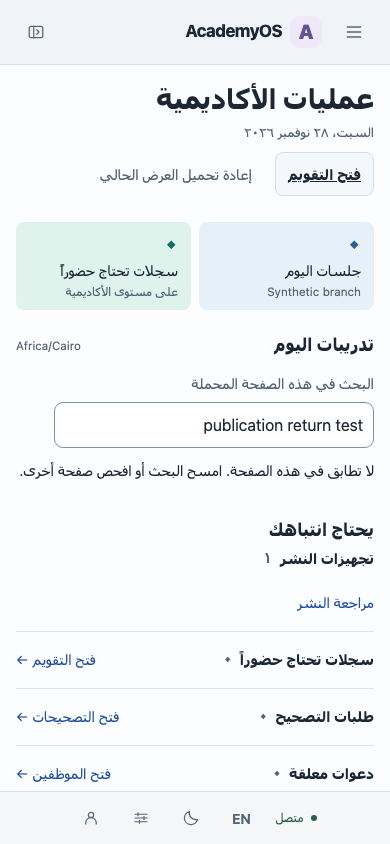 A AcademyOS
عمليات الأكاديمية
السبت، ٢٨ نوفمبر ٢٠٢٦
فتح التقويم
إعادة تحميل العرض الحالي
جلسات اليوم
Synthetic branch
سجلات تحتاج حضوراً
على مستوى الأكاديمية
تدريبات اليوم
Africa/Cairo
البحث في هذه الصفحة المحملة
publication return test
لا تطابق في هذه الصفحة. امسح البحث أو افحص صفحة أخرى.
يحتاج انتباهك
تجهيزات النشر ١
مراجعة النشر
سجلات تحتاج حضوراً
فتح التقويم ←
طلبات التصحيح
فتح التصحيحات ←
دعوات معلقة
فتح الموظفين ←
متصل
EN